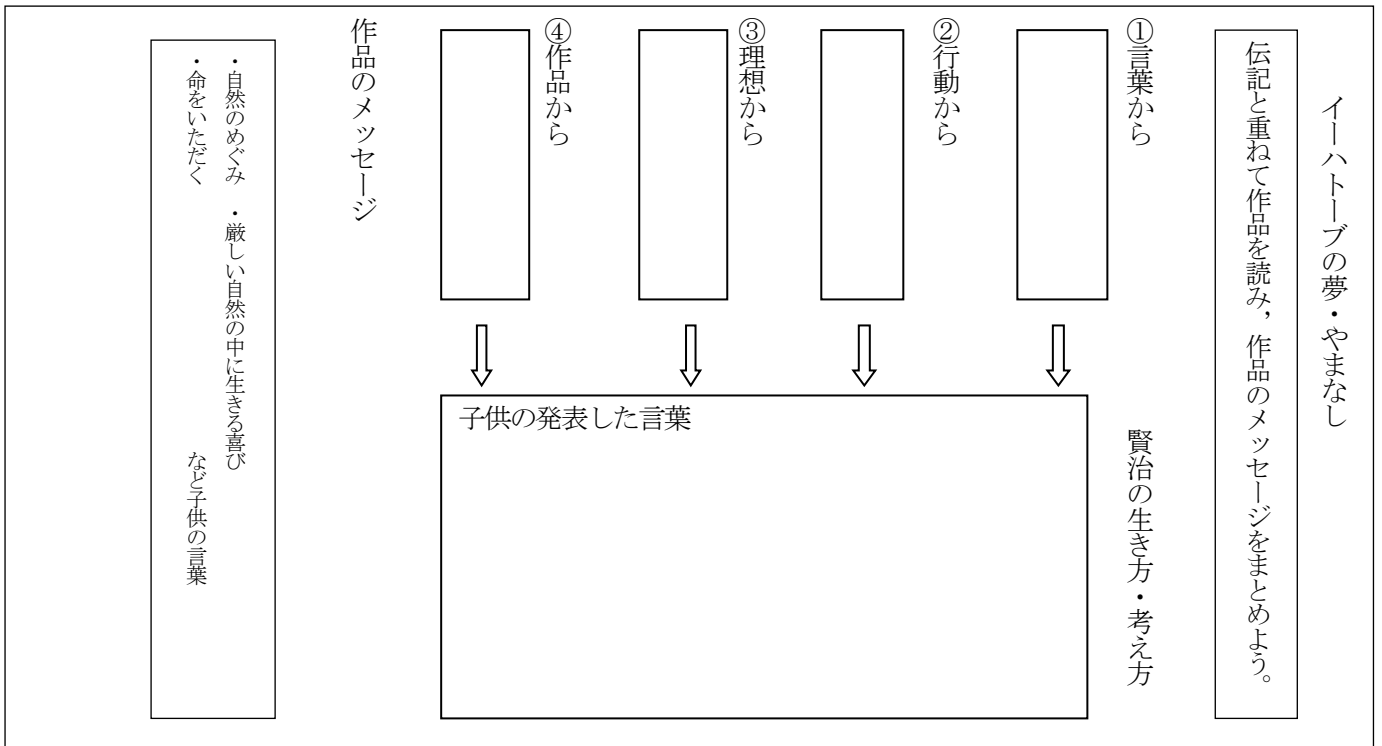 イーハトーブの夢・やまなし
伝記と重ねて作品を読み，作品のメッセージをまとめよう。
賢治の生き方・考え方
①言葉から
②行動から
③理想から
④作品から
子供の発表した言葉
作品のメッセージ
・自然のめぐみ　・厳しい自然の中に生きる喜び
・命をいただく　など子供の言葉